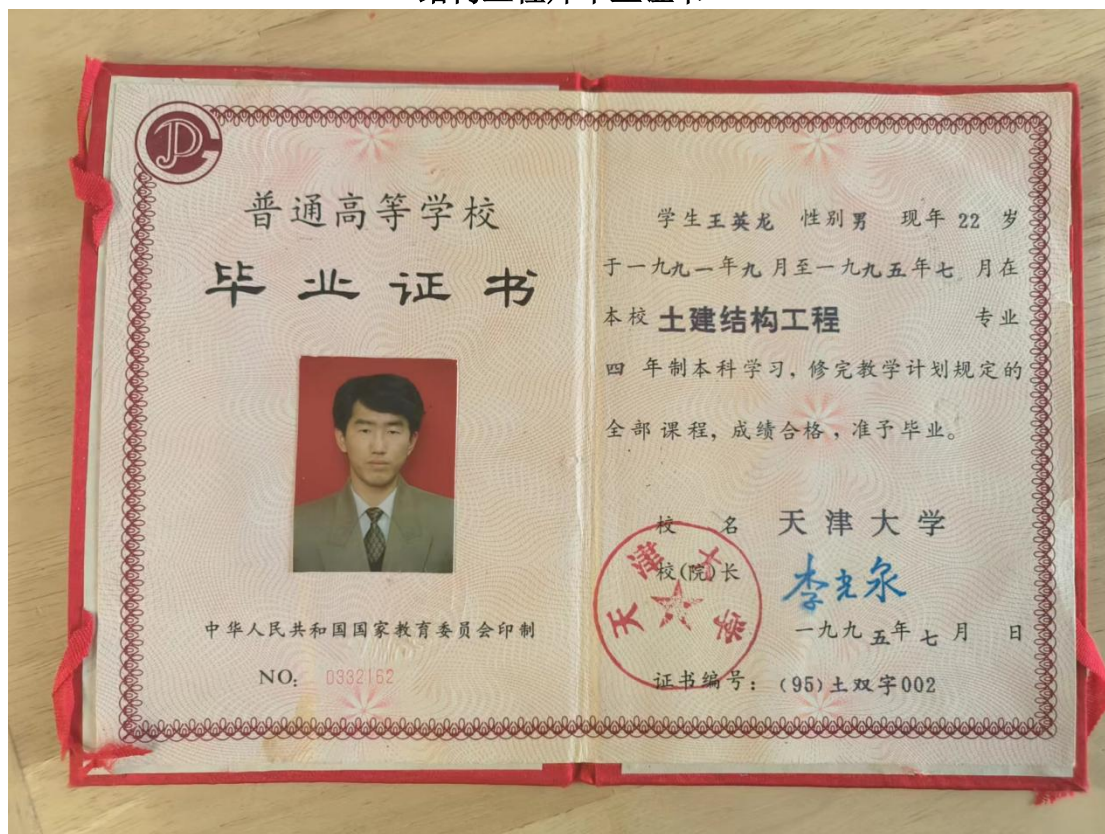 普通高等学校
毕业证书
中华人民共和国国家教育委员会印制
NO: 0332162
学生王英龙 性别男 现年 22 岁
于一九九一年九月至一九九五年七 月在
本校 土建结构工程 专业
四 年制本科学习, 修完教学计划规定的
全部课程, 成绩合格, 准予毕业。
校 名 天津大学
校(院)长 李光泉
天津大学
一九九五年七月 日
证书编号: (95)土双字002